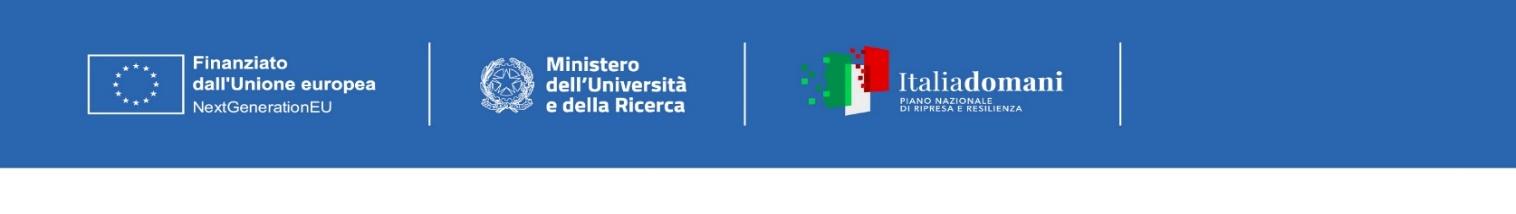 Finanziato
dall'Unione europea
NextGenerationEU
Ministero
dell'Università
e della Ricerca
Italiadomani
PIANO NAZIONALE
DI RIPRESA E RESILIENZA